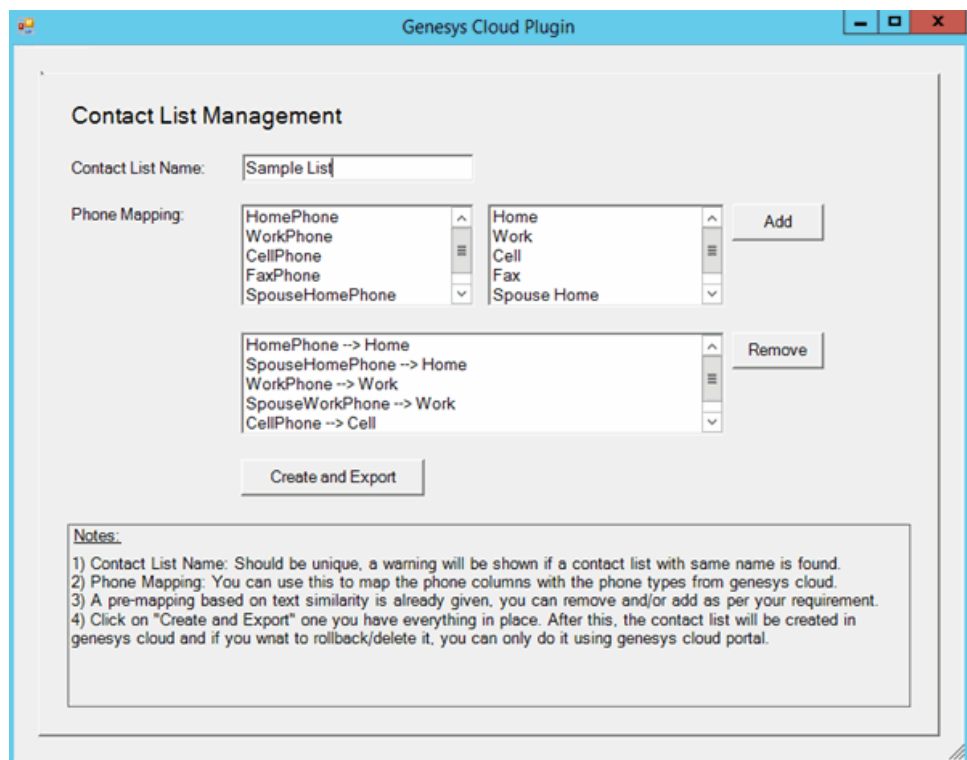 Genesys Cloud Plugin
Contact List Management
Contact List Name:
Sample List
Phone Mapping:
HomePhone
WorkPhone
CellPhone
FaxPhone
SpouseHomePhone
Home
Work
Cell
Fax
Spouse Home
Add
HomePhone --> Home
SpouseHomePhone --> Home
WorkPhone --> Work
SpouseWorkPhone --> Work
CellPhone --> Cell
Remove
Create and Export
Notes:
1) Contact List Name: Should be unique, a warning will be shown if a contact list with same name is found.
2) Phone Mapping: You can use this to map the phone columns with the phone types from genesys cloud.
3) A pre-mapping based on text similarity is already given, you can remove and/or add as per your requirement.
4) Click on "Create and Export" one you have everything in place. After this, the contact list will be created in
genesys cloud and if you wnat to rollback/delete it, you can only do it using genesys cloud portal.